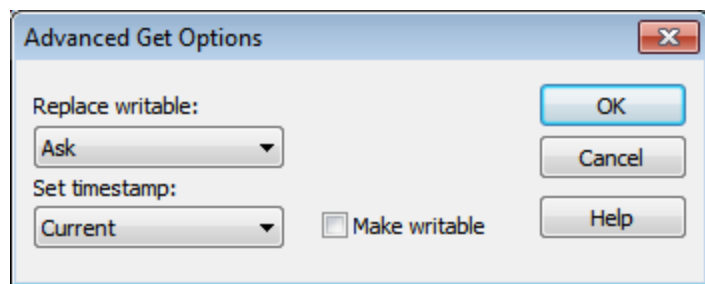 Advanced Get Options
Replace writable:
OK
Ask
Cancel
Set timestamp:
Current
Make writable
Help